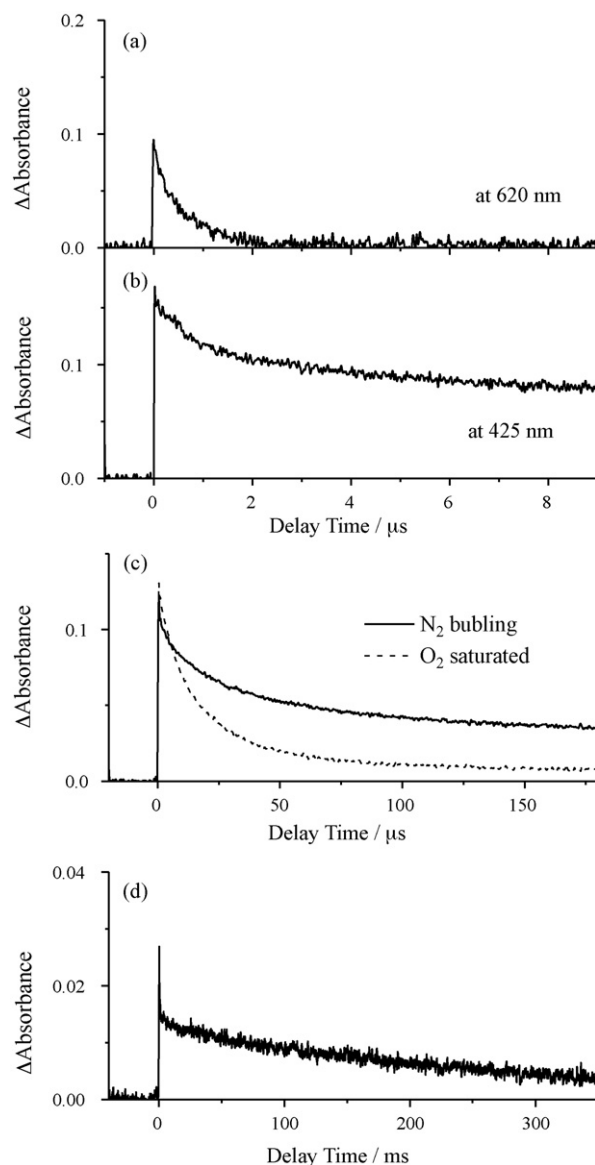 (a)
0.2
0.1
0.0
ΔAbsorbance
at 620 nm
(b)
0.1
0.0
ΔAbsorbance
at 425 nm
0 2 4 6 8
Delay Time / μs
(c)
0.1
0.0
ΔAbsorbance
N₂ bubling
O₂ saturated
0 50 100 150
Delay Time / μs
(d)
0.04
0.02
0.00
ΔAbsorbance
0 100 200 300
Delay Time / ms